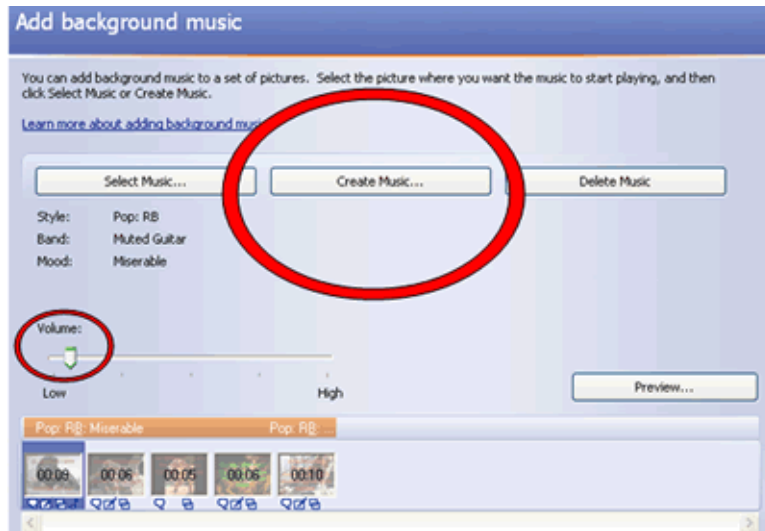 Add background music
You can add background music to a set of pictures. Select the picture where you want the music to start playing, and then
click Select Music or Create Music.
Learn more about adding background
Select Music... Create Music... Delete Music
Style: Pop: RB
Band: Muted Guitar
Mood: Miserable
Volume:
Low High
Preview...
Pop: RB: Miserable Pop: RB: ...
00:09 00:06 00:05 00:06 00:10